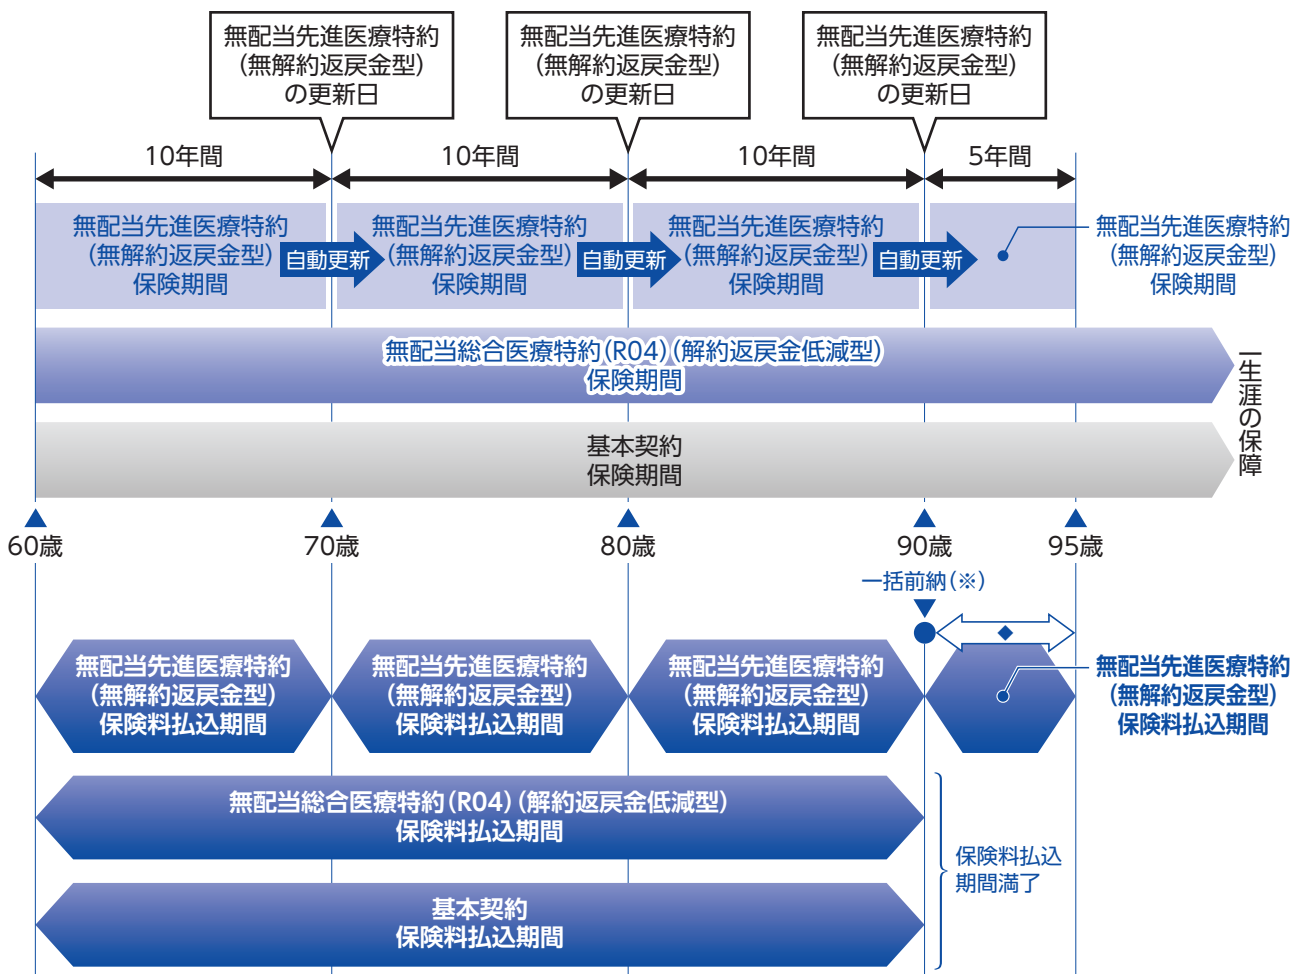 無配当先進医療特約
(無解約返戻金型)
の更新日
無配当先進医療特約
(無解約返戻金型)
の更新日
無配当先進医療特約
(無解約返戻金型)
の更新日
10年間
10年間
10年間
5年間
無配当先進医療特約
(無解約返戻金型)
保険期間
自動更新
無配当先進医療特約
(無解約返戻金型)
保険期間
自動更新
無配当先進医療特約
(無解約返戻金型)
保険期間
自動更新
無配当先進医療特約
(無解約返戻金型)
保険期間
無配当総合医療特約(R04)(解約返戻金低減型)
保険期間
基本契約
保険期間
一生涯の保障
60歳
70歳
80歳
90歳
95歳
一括前納(※)
無配当先進医療特約
(無解約返戻金型)
保険料払込期間
無配当先進医療特約
(無解約返戻金型)
保険料払込期間
無配当先進医療特約
(無解約返戻金型)
保険料払込期間
無配当先進医療特約
(無解約返戻金型)
保険料払込期間
無配当総合医療特約(R04)(解約返戻金低減型)
保険料払込期間
基本契約
保険料払込期間
保険料払込
期間満了